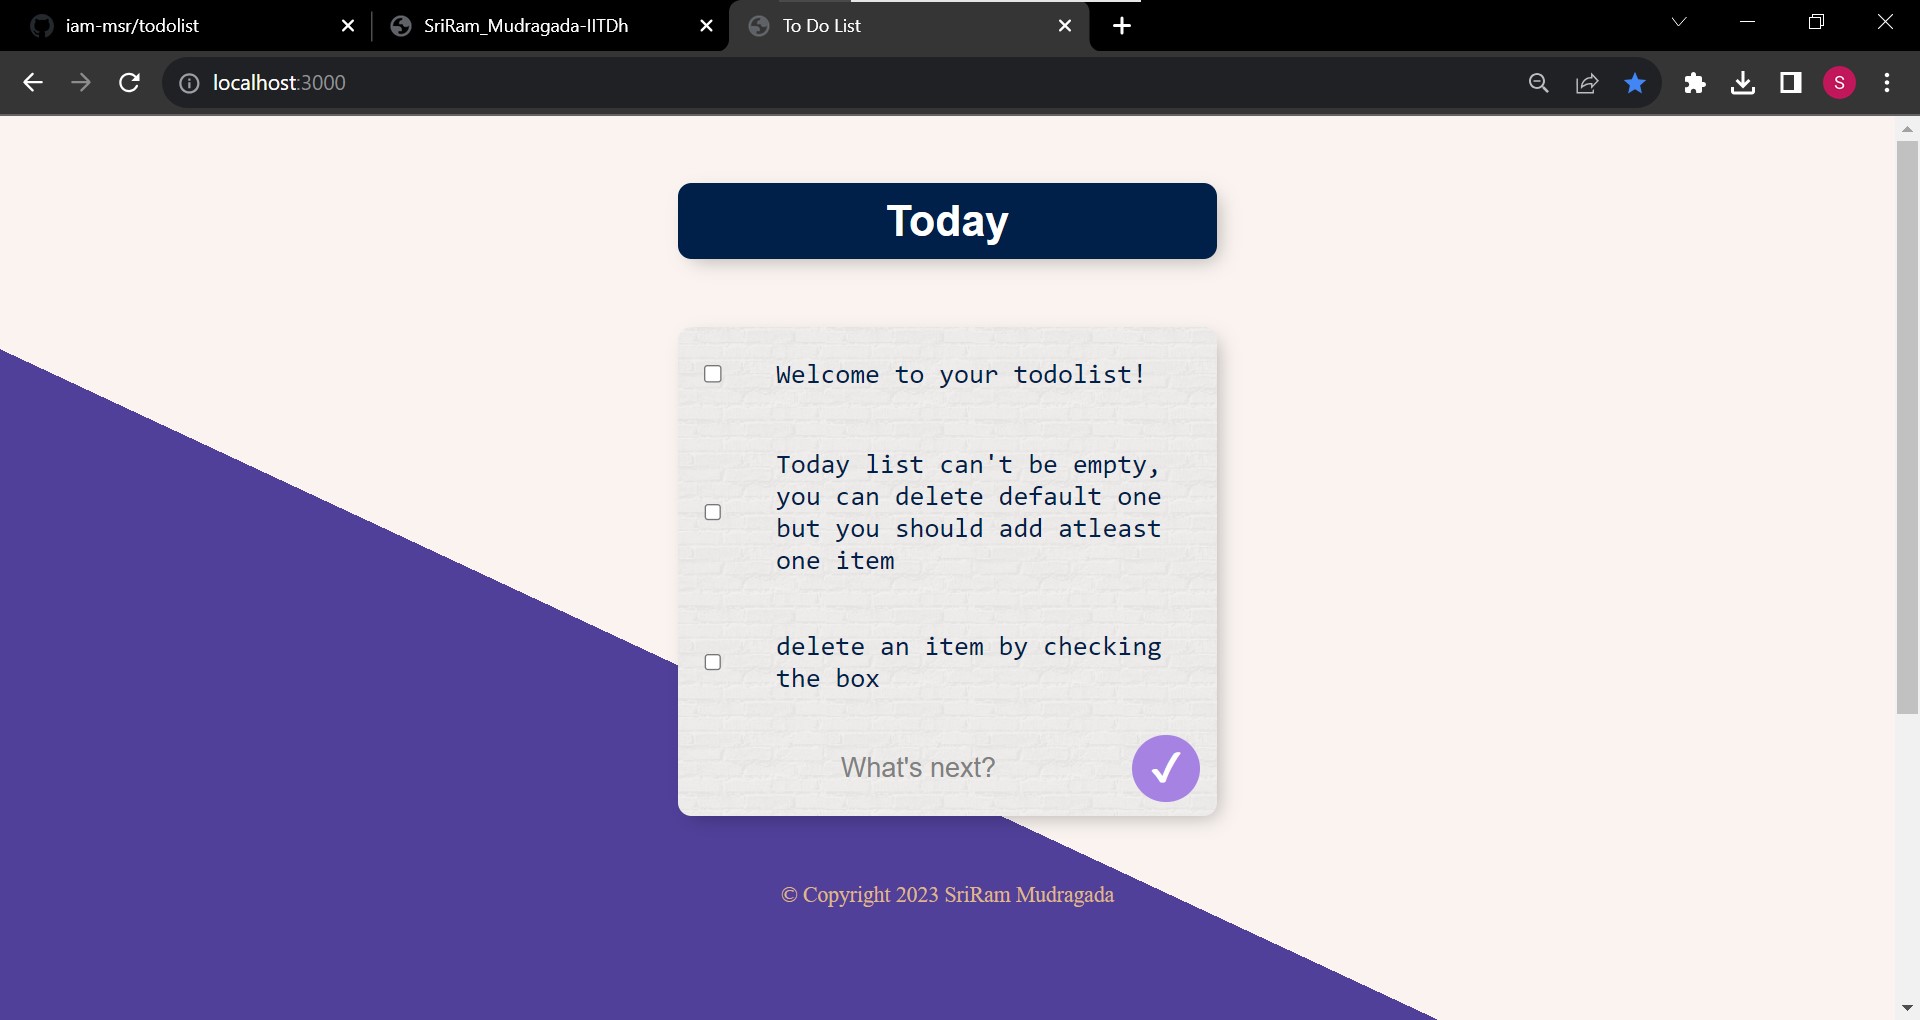 iam-msr/todolist
SriRam_Mudragada-IITDh
To Do List
localhost:3000
S
Today
Welcome to your todolist!
Today list can't be empty,
you can delete default one
but you should add atleast
one item
delete an item by checking
the box
What's next?
© Copyright 2023 SriRam Mudragada